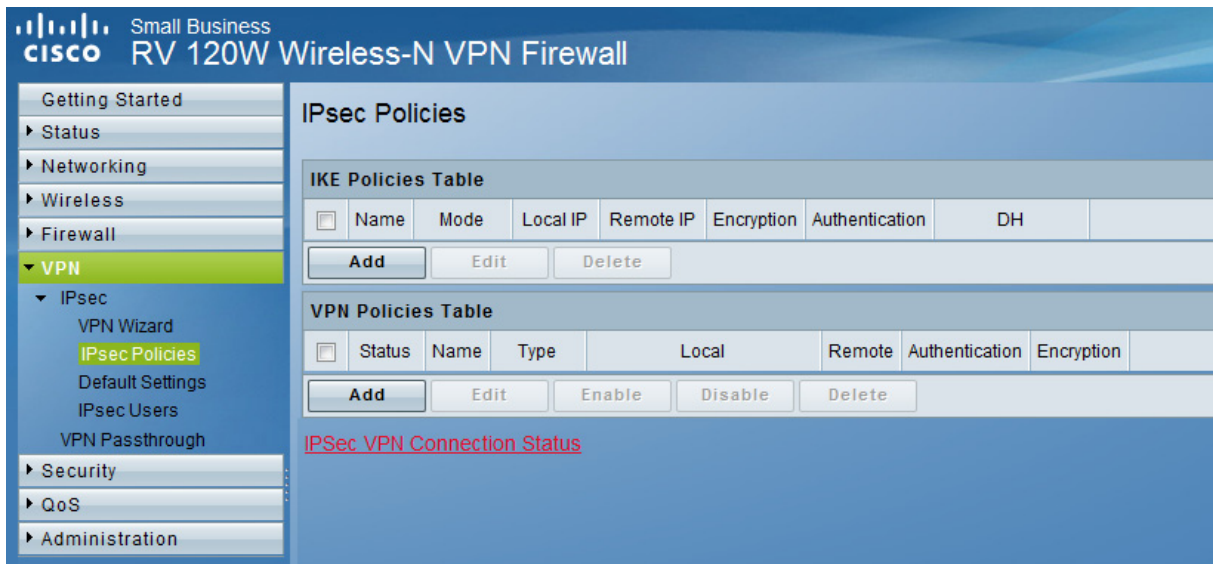 Small Business
CISCO RV 120W Wireless-N VPN Firewall
Getting Started
Status
Networking
Wireless
Firewall
VPN
IPsec
VPN Wizard
IPsec Policies
Default Settings
IPsec Users
VPN Passthrough
Security
QoS
Administration
IPsec Policies
IKE Policies Table
Name Mode Local IP Remote IP Encryption Authentication DH
Add Edit Delete
VPN Policies Table
Status Name Type Local Remote Authentication Encryption
Add Edit Enable Disable Delete
IPSec VPN Connection Status